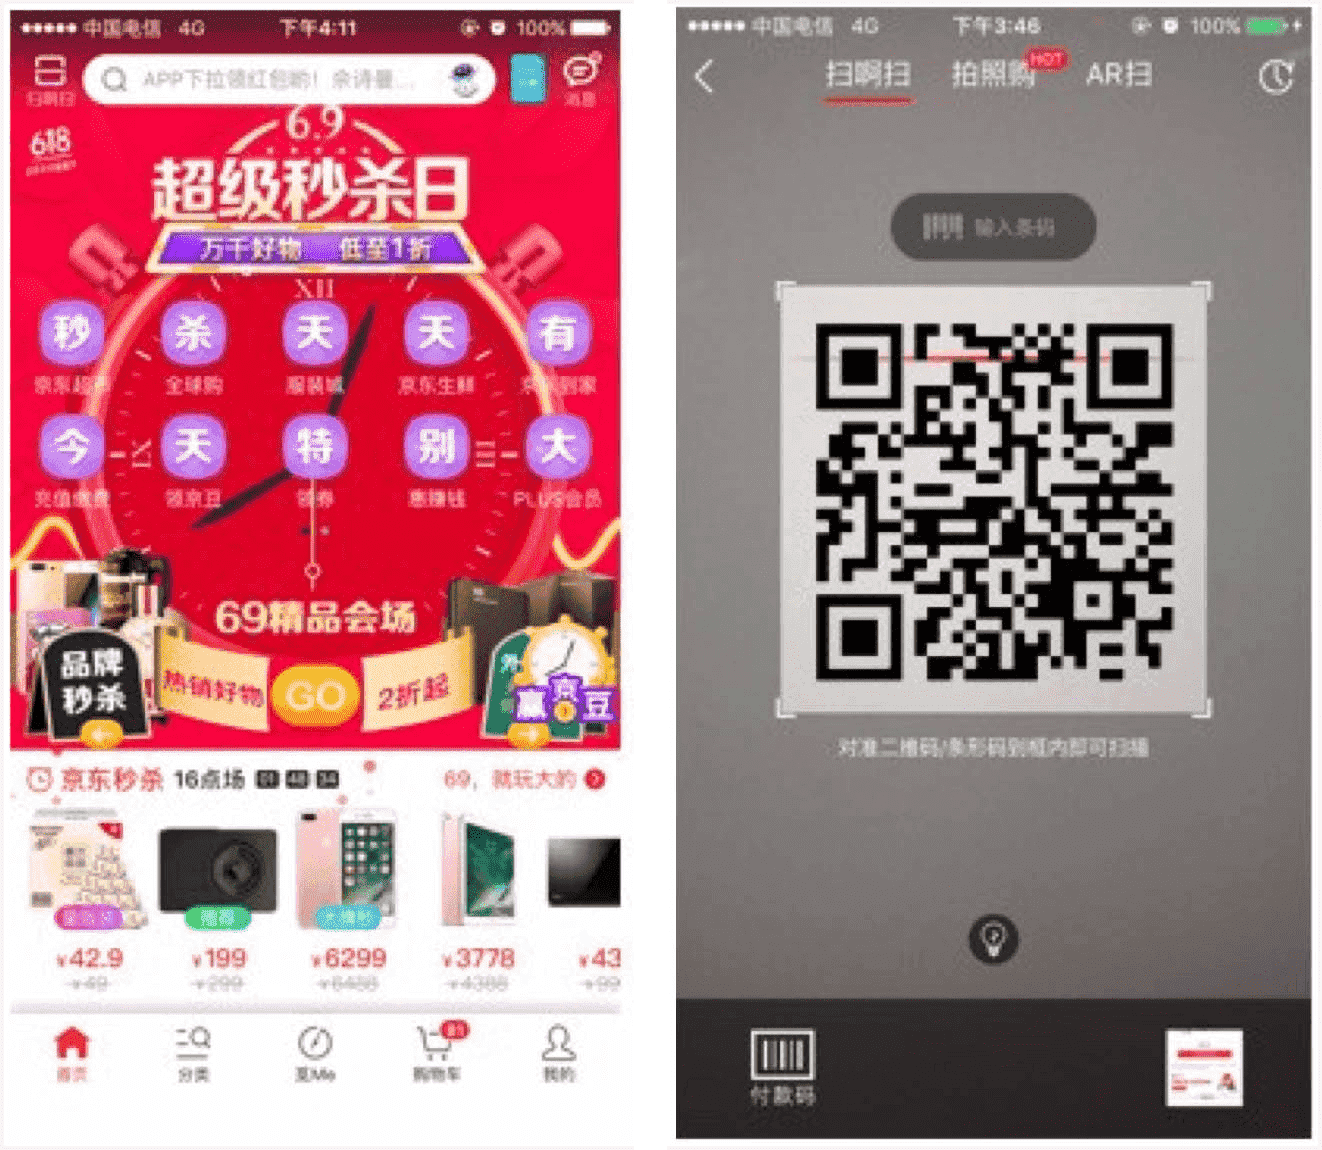 中国电信 4G 下午4:11 100%
扫啊扫
APP下拉领红包哟！佘诗曼...
消息
618
6.9
超级秒杀日
万千好物 低至1折
XII
秒 杀 天 天 有
京东超市 全球购 服装城 京东生鲜 京东到家
今 天 特 别 大
IX III
充值缴费 领京豆 领券 惠赚钱 PLUS会员
69精品会场
品牌
秒杀
热销好物 GO 2折起
赢京豆
京东秒杀 16点场 01 48 34 69，就玩大的
推荐
¥42.9 ¥199 ¥6299 ¥3778 ¥43
¥49 ¥299 ¥6488 ¥4388 ¥99
首页 分类 发Me 购物车 我的
中国电信 4G 下午3:46 100%
扫啊扫 拍照购 HOT AR扫
输入条码
对准二维码/条形码到框内即可扫描
付款码